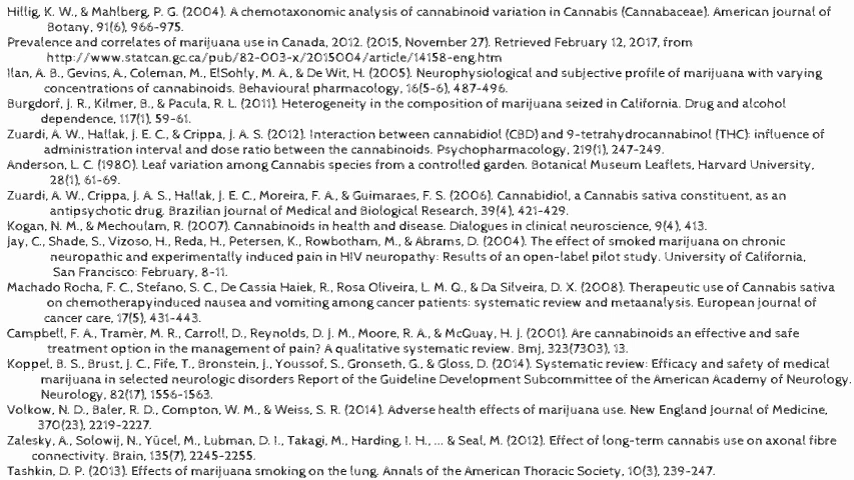 Hillig, K. W., & Mahlberg, P. G. (2004). A chemotaxonomic analysis of cannabinoid variation in Cannabis (Cannabaceae). American journal of
Botany, 91(6), 966-975.
Prevalence and correlates of marijuana use in Canada, 2012. (2015, November 27). Retrieved February 12, 2017, from
http://www.statcan.gc.ca/pub/82-003-x/2015004/article/14158-eng.htm
Ilan, A. B., Gevins, A., Coleman, M., ElSohly, M. A., & De Wit, H. (2005). Neurophysiological and subjective profile of marijuana with varying
concentrations of cannabinoids. Behavioural pharmacology, 16(5-6), 487-496.
Burgdorf, J. R., Kilmer, B., & Pacula, R. L. (2011). Heterogeneity in the composition of marijuana seized in California. Drug and alcohol
dependence, 117(1), 59-61.
Zuardi, A. W., Hallak, J. E. C., & Crippa, J. A. S. (2012). Interaction between cannabidiol (CBD) and 9-tetrahydrocannabinol (THC): influence of
administration interval and dose ratio between the cannabinoids. Psychopharmacology, 219(1), 247-249.
Anderson, L. C. (1980). Leaf variation among Cannabis species from a controlled garden. Botanical Museum Leaflets, Harvard University,
28(1), 61-69.
Zuardi, A. W., Crippa, J. A. S., Hallak, J. E. C., Moreira, F. A., & Guimaraes, F. S. (2006). Cannabidiol, a Cannabis sativa constituent, as an
antipsychotic drug. Brazilian journal of Medical and Biological Research, 39(4), 421-429.
Kogan, N. M., & Mechoulam, R. (2007). Cannabinoids in health and disease. Dialogues in clinical neuroscience, 9(4), 413.
Jay, C., Shade, S., Vizoso, H., Reda, H., Petersen, K., Rowbotham, M., & Abrams, D. (2004). The effect of smoked marijuana on chronic
neuropathic and experimentally induced pain in HIV neuropathy: Results of an open-label pilot study. University of California,
San Francisco: February, 8-11.
Machado Rocha, F. C., Stefano, S. C., De Cassia Haiek, R., Rosa Oliveira, L. M. Q., & Da Silveira, D. X. (2008). Therapeutic use of Cannabis sativa
on chemotherapyinduced nausea and vomiting among cancer patients: systematic review and metaanalysis. European journal of
cancer care, 17(5), 431-443.
Campbell, F. A., Tramèr, M. R., Carroll, D., Reynolds, D. J. M., Moore, R. A., & McQuay, H. J. (2001). Are cannabinoids an effective and safe
treatment option in the management of pain? A qualitative systematic review. Bmj, 323(7303), 13.
Koppel, B. S., Brust, J. C., Fife, T., Bronstein, J., Youssof, S., Gronseth, G., & Gloss, D. (2014). Systematic review: Efficacy and safety of medical
marijuana in selected neurologic disorders Report of the Guideline Development Subcommittee of the American Academy of Neurology.
Neurology, 82(17), 1556-1563.
Volkow, N. D., Baler, R. D., Compton, W. M., & Weiss, S. R. (2014). Adverse health effects of marijuana use. New England Journal of Medicine,
370(23), 2219-2227.
Zalesky, A., Solowij, N., Yücel, M., Lubman, D. I., Takagi, M., Harding, I. H., ... & Seal, M. (2012). Effect of long-term cannabis use on axonal fibre
connectivity. Brain, 135(7), 2245-2255.
Tashkin, D. P. (2013). Effects of marijuana smoking on the lung. Annals of the American Thoracic Society, 10(3), 239-247.